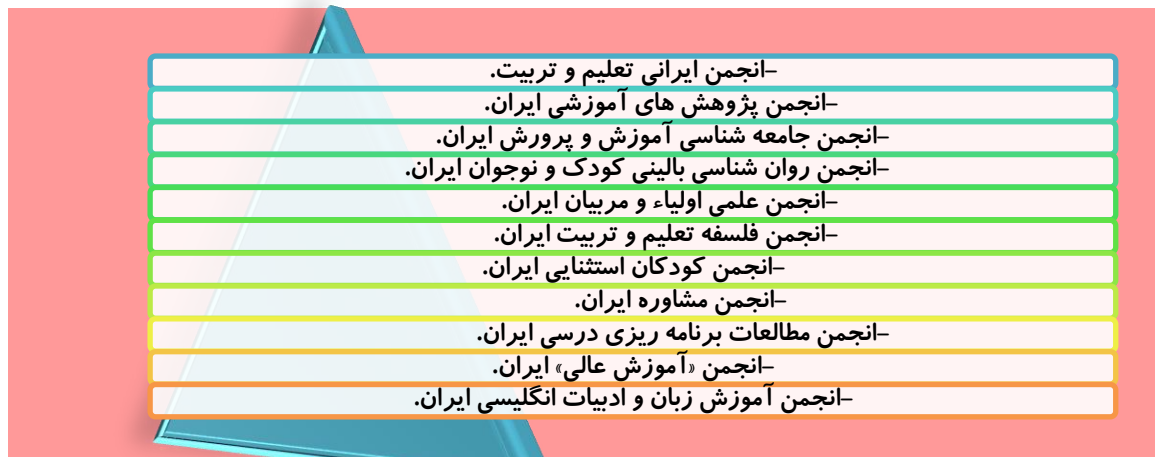 –انجمن ایرانی تعلیم و تربیت.
–انجمن پژوهش های آموزشی ایران.
–انجمن جامعه شناسی آموزش و پرورش ایران.
–انجمن روان شناسی بالینی کودک و نوجوان ایران.
–انجمن علمی اولیاء و مربیان ایران.
–انجمن فلسفه تعلیم و تربیت ایران.
–انجمن کودکان استثنایی ایران.
–انجمن مشاوره ایران.
–انجمن مطالعات برنامه ریزی درسی ایران.
–انجمن «آموزش عالی» ایران.
–انجمن آموزش زبان و ادبیات انگلیسی ایران.